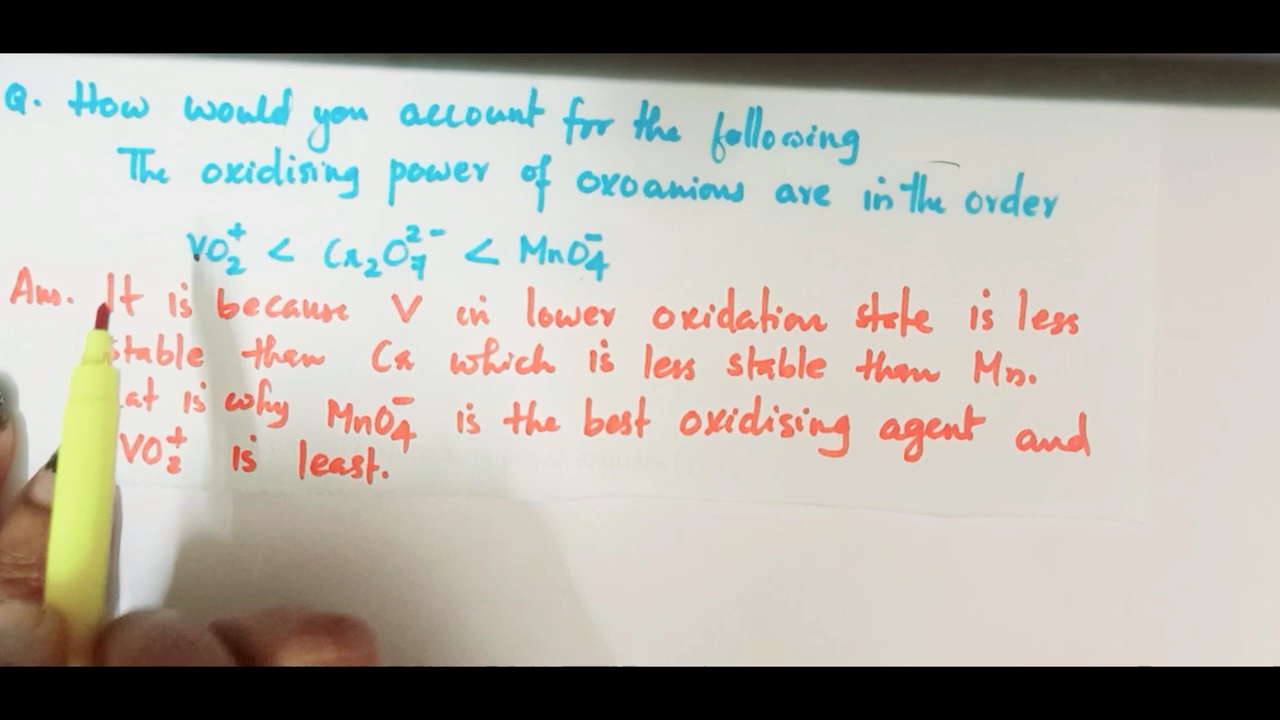 Q. How would you account for the following
The oxidising power of oxoanions are in the order
VO₂⁺ < Cr₂O₇²⁻ < MnO₄⁻
Ans. It is because V in lower oxidation state is less
stable than Cr which is less stable than Mn.
at is why MnO₄⁻ is the best oxidising agent and
VO₂⁺ is least.